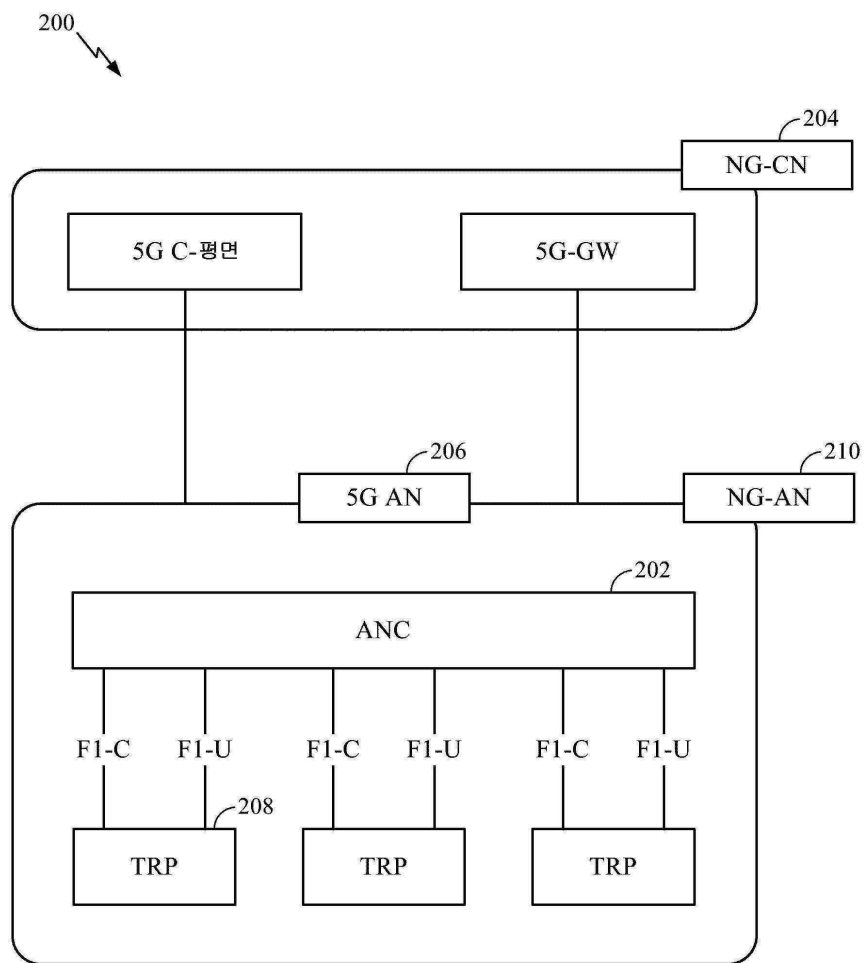 200
204
NG-CN
5G C-평면
5G-GW
206
210
5G AN
NG-AN
202
ANC
F1-C F1-U F1-C F1-U F1-C F1-U
208
TRP TRP TRP